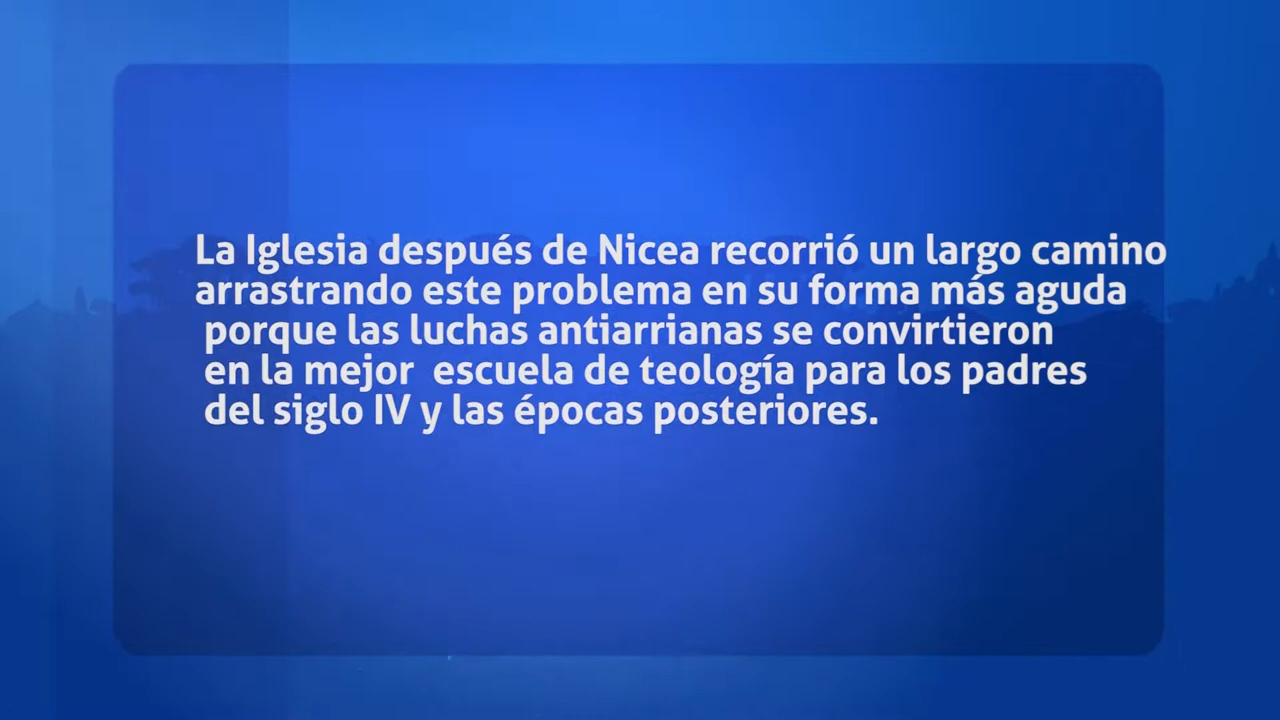 La Iglesia después de Nicea recorrió un largo camino
arrastrando este problema en su forma más aguda
porque las luchas antiarrianas se convirtieron
en la mejor  escuela de teología para los padres
del siglo IV y las épocas posteriores.